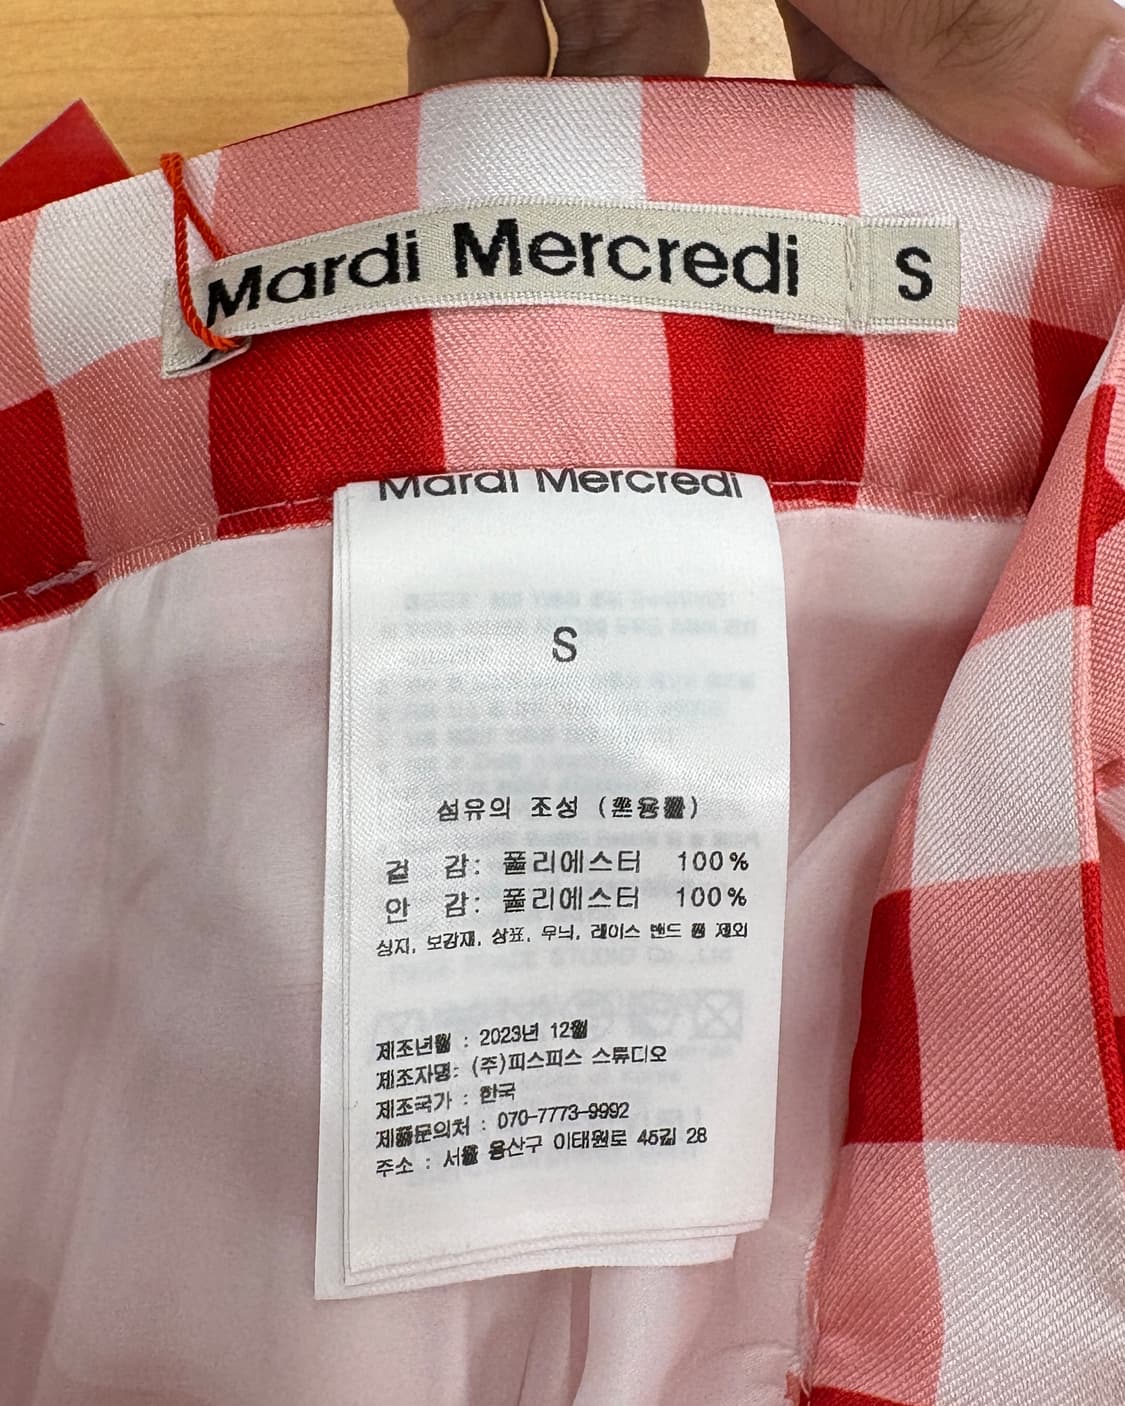 Mardi Mercredi S
Mardi Mercredi
S
섬유의 조성 (혼용률)
겉 감: 폴리에스터 100%
안 감: 폴리에스터 100%
심지, 보강재, 상표, 무늬, 레이스 밴드 등 제외
제조년월 : 2023년 12월
제조자명: (주)피스피스 스튜디오
제조국가 : 한국
제품문의처 : 070-7773-9992
주소 : 서울 용산구 이태원로 45길 28